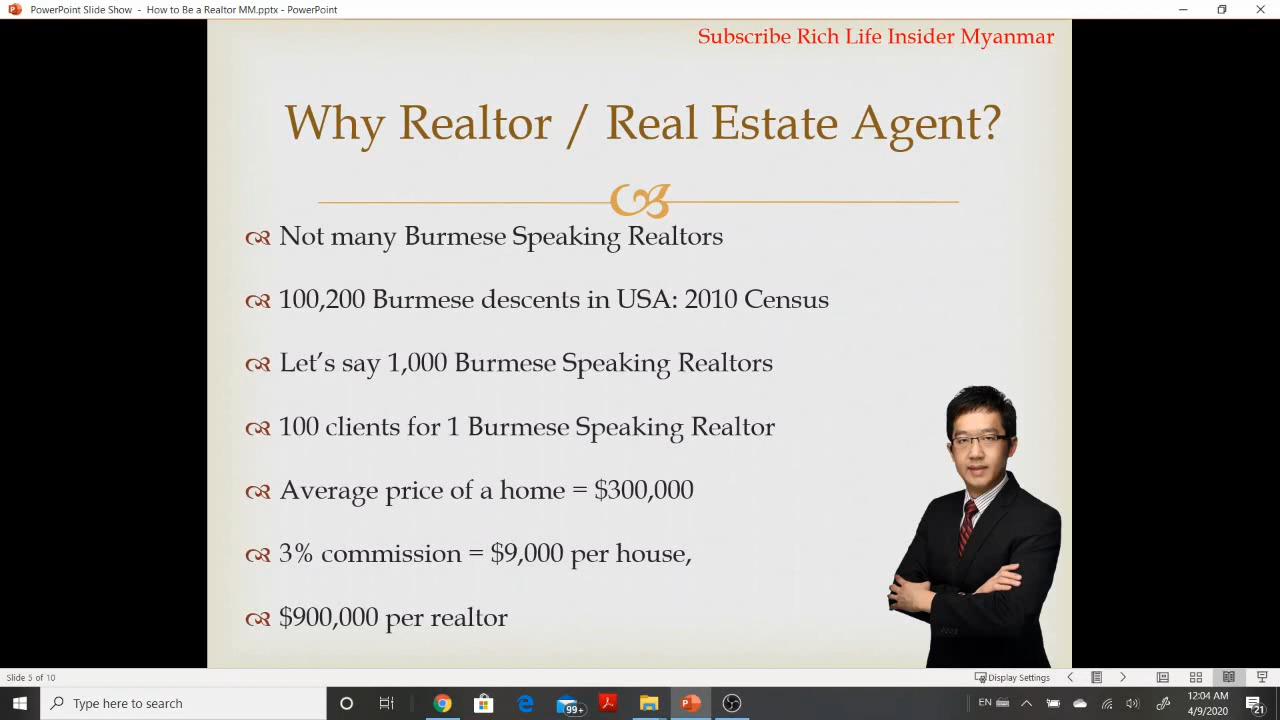 PowerPoint Slide Show - How to Be a Realtor MM.pptx - PowerPoint
Subscribe Rich Life Insider Myanmar
Why Realtor / Real Estate Agent?
Not many Burmese Speaking Realtors
100,200 Burmese descents in USA: 2010 Census
Let’s say 1,000 Burmese Speaking Realtors
100 clients for 1 Burmese Speaking Realtor
Average price of a home = $300,000
3% commission = $9,000 per house,
$900,000 per realtor
Slide 5 of 10
Display Settings
Type here to search
99+
EN
12:04 AM
4/9/2020
21